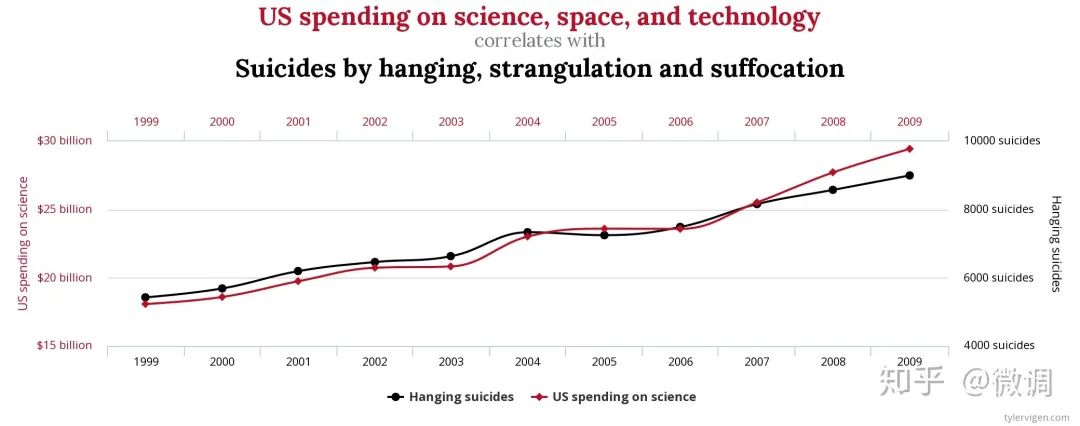 US spending on science, space, and technology
correlates with
Suicides by hanging, strangulation and suffocation
1999 2000 2001 2002 2003 2004 2005 2006 2007 2008 2009
$30 billion 10000 suicides
$25 billion 8000 suicides
$20 billion 6000 suicides
$15 billion 4000 suicides
US spending on science
Hanging suicides
1999 2000 2001 2002 2003 2004 2005 2006 2007 2008 2009
Hanging suicides US spending on science
知乎 @微调
tylervigen.com